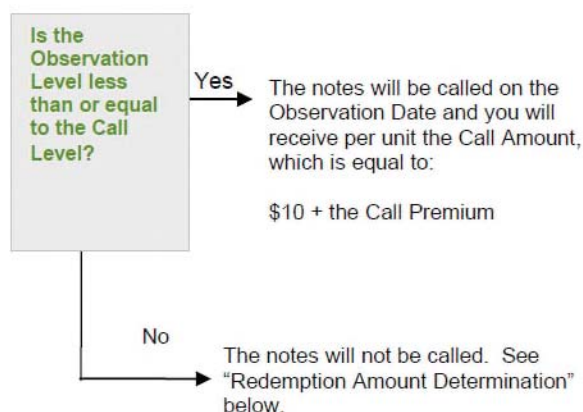 Is the
Observation
Level less
than or equal
to the Call
Level?
Yes
The notes will be called on the
Observation Date and you will
receive per unit the Call Amount,
which is equal to:
$10 + the Call Premium
No
The notes will not be called. See
“Redemption Amount Determination”
below.